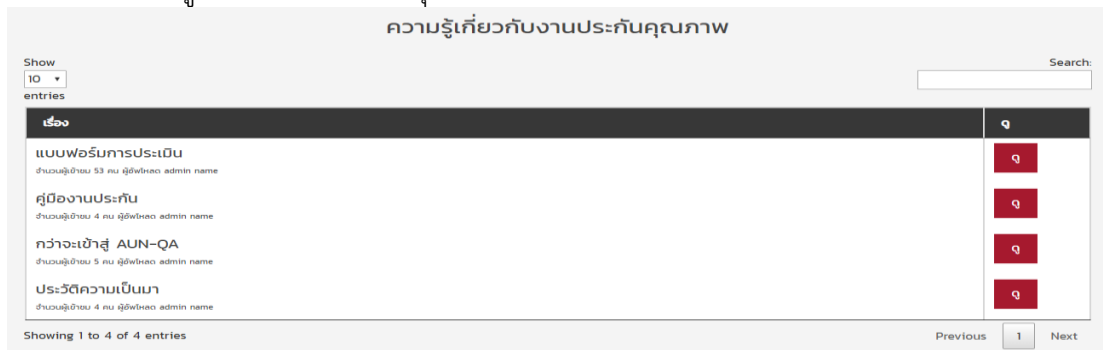 ความรู้เกี่ยวกับงานประกันคุณภาพ
Show
10
entries
Search:
เรื่อง ดู
แบบฟอร์มการประเมิน
จำนวนผู้เข้าชม 53 คน ผู้อัพโหลด admin name
ดู
คู่มืองานประกัน
จำนวนผู้เข้าชม 4 คน ผู้อัพโหลด admin name
ดู
กว่าจะเข้าสู่ AUN-QA
จำนวนผู้เข้าชม 5 คน ผู้อัพโหลด admin name
ดู
ประวัติความเป็นมา
จำนวนผู้เข้าชม 4 คน ผู้อัพโหลด admin name
ดู
Showing 1 to 4 of 4 entries
Previous 1 Next